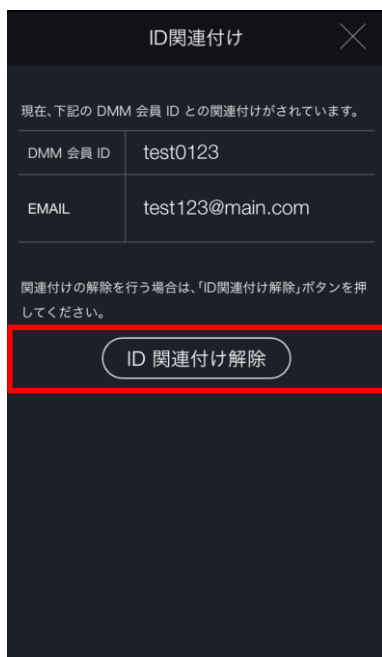 ID関連付け
現在、下記の DMM 会員 ID との関連付けがされています。
DMM 会員 ID test0123
EMAIL test123@main.com
関連付けの解除を行う場合は、「ID関連付け解除」ボタンを押
してください。
ID 関連付け解除